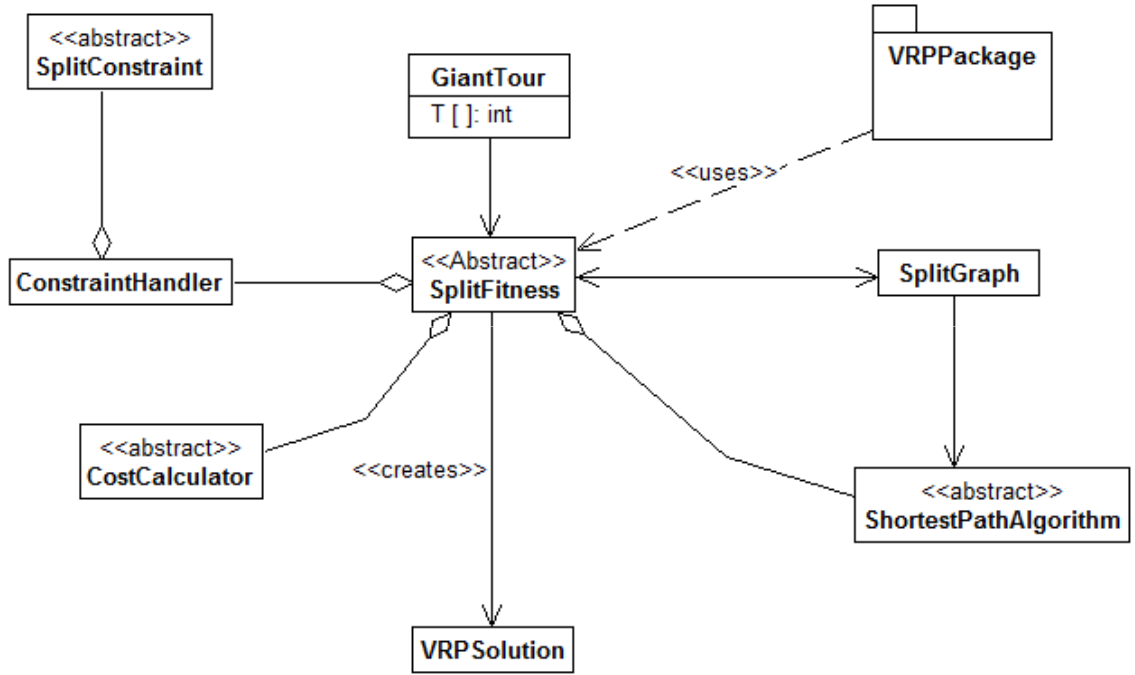 <<abstract>>
SplitConstraint
GiantTour
T [ ]: int
VRPPackage
<<uses>>
ConstraintHandler
<<Abstract>>
SplitFitness
SplitGraph
<<abstract>>
CostCalculator
<<creates>>
<<abstract>>
ShortestPathAlgorithm
VRPSolution